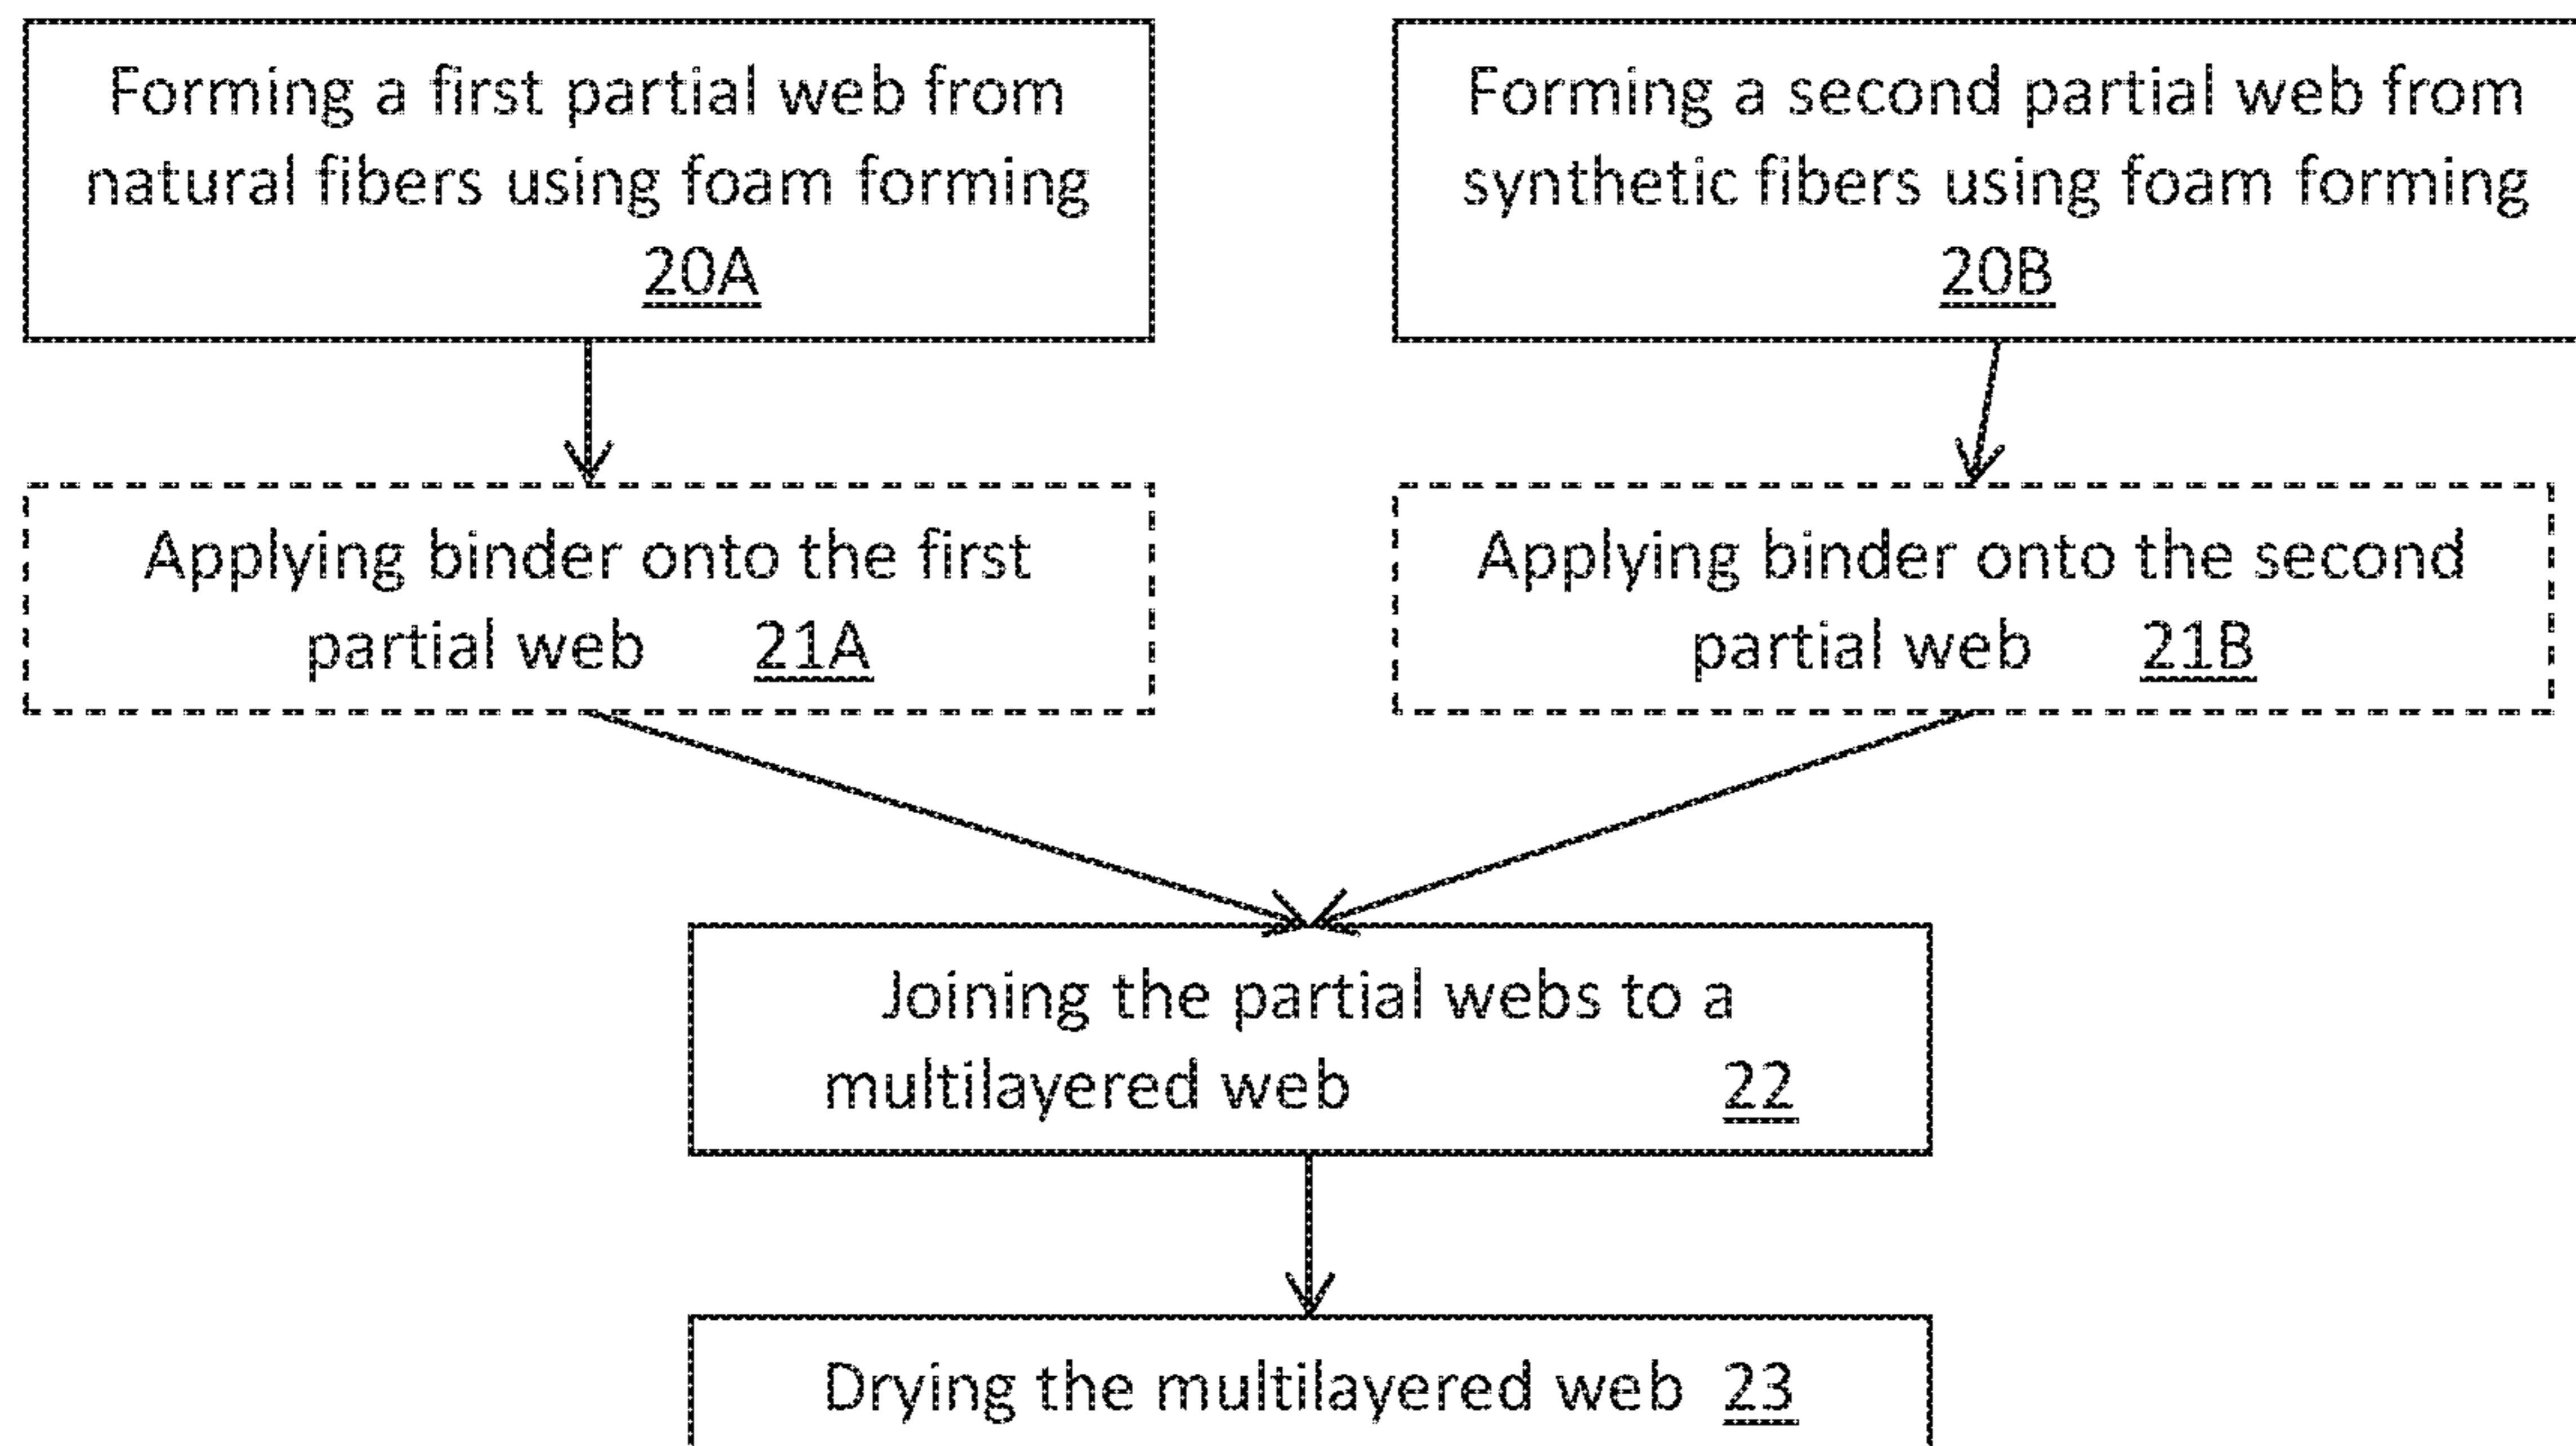 Forming a first partial web from
natural fibers using foam forming
20A
Forming a second partial web from
synthetic fibers using foam forming
20B
Applying binder onto the first
partial web 21A
Applying binder onto the second
partial web 21B
Joining the partial webs to a
multilayered web 22
Drying the multilayered web 23